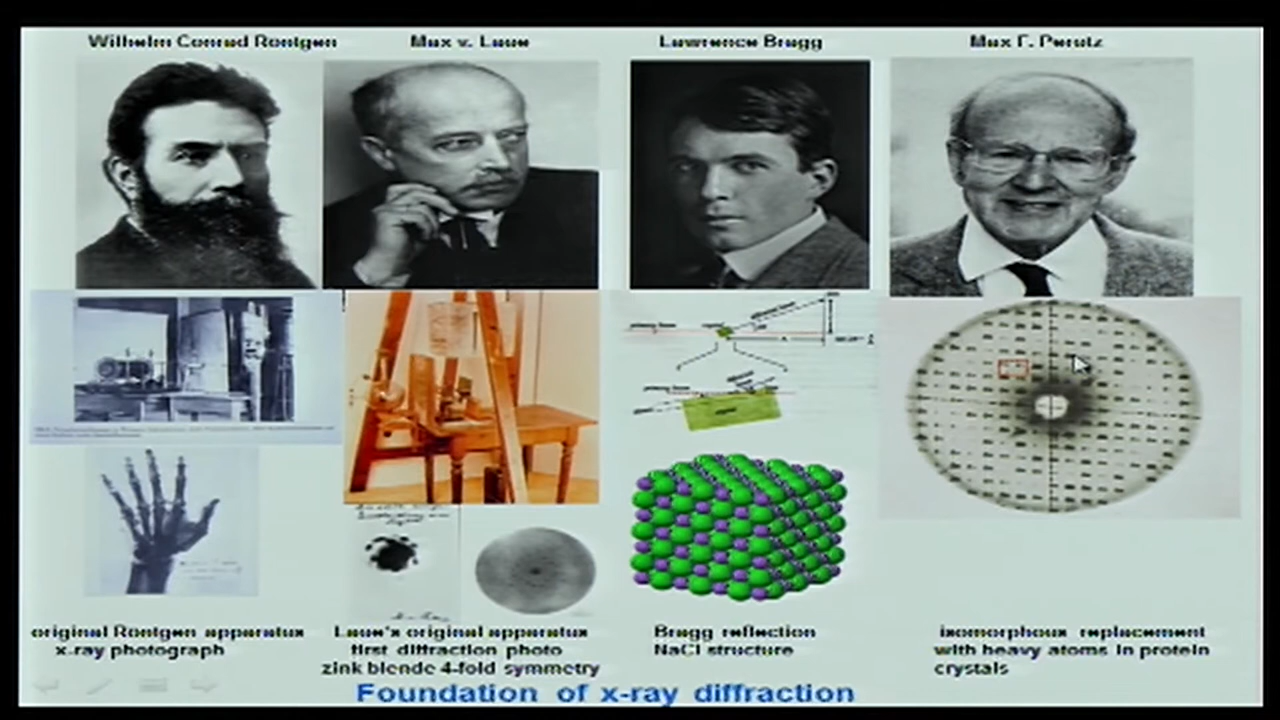 Wilhelm Conrad Röntgen
Max v. Laue
Lawrence Bragg
Max F. Perutz
original Röntgen apparatus
x-ray photograph
Laue's original apparatus
first diffraction photo
zink blende 4-fold symmetry
Bragg reflection
NaCl structure
isomorphous replacement
with heavy atoms in protein
crystals
Foundation of x-ray diffraction